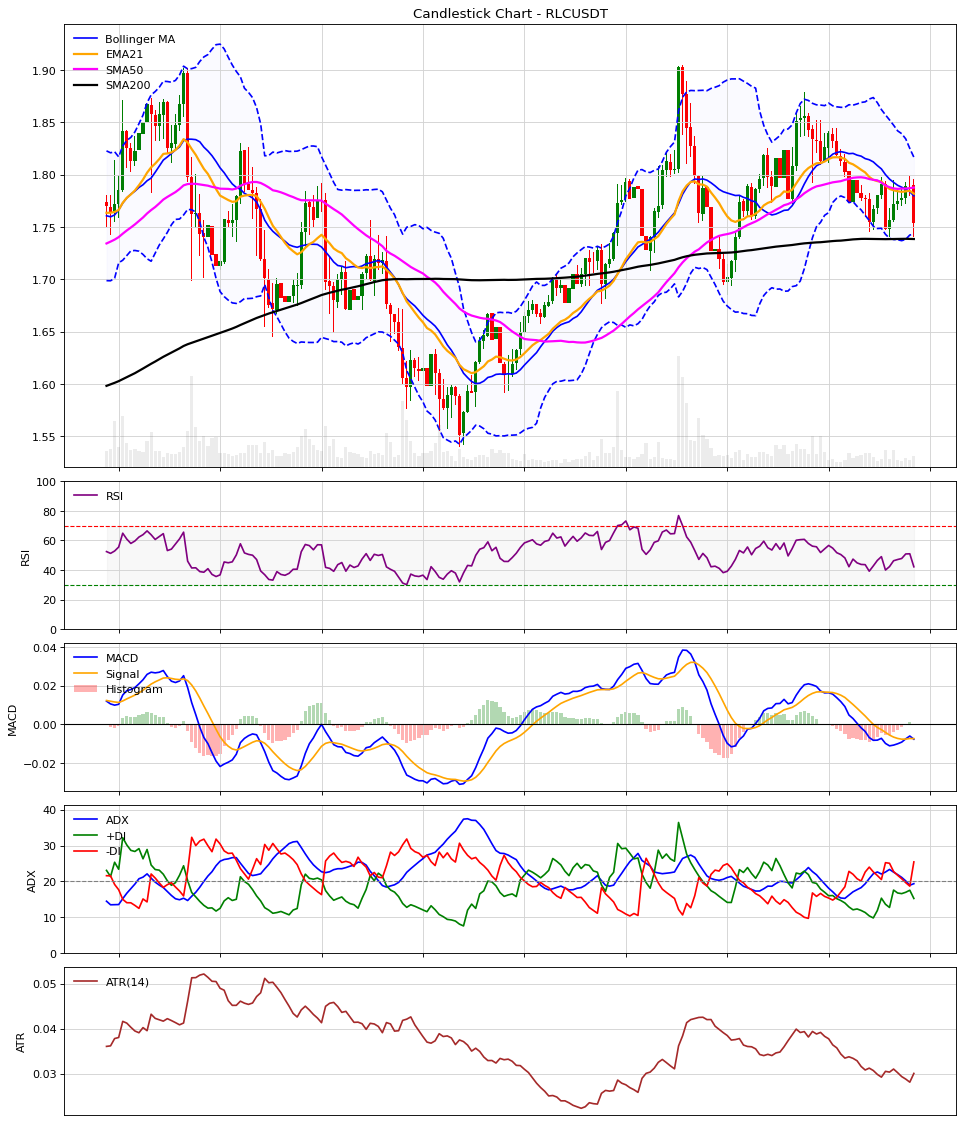 Candlestick Chart - RLCUSDT
Bollinger MA
EMA21
SMA50
SMA200
1.90
1.85
1.80
1.75
1.70
1.65
1.60
1.55
RSI
100
80
60
40
20
0
RSI
MACD
Signal
Histogram
0.04
0.02
0.00
−0.02
MACD
ADX
+DI
-DI
40
30
20
10
0
ADX
ATR(14)
0.05
0.04
0.03
ATR